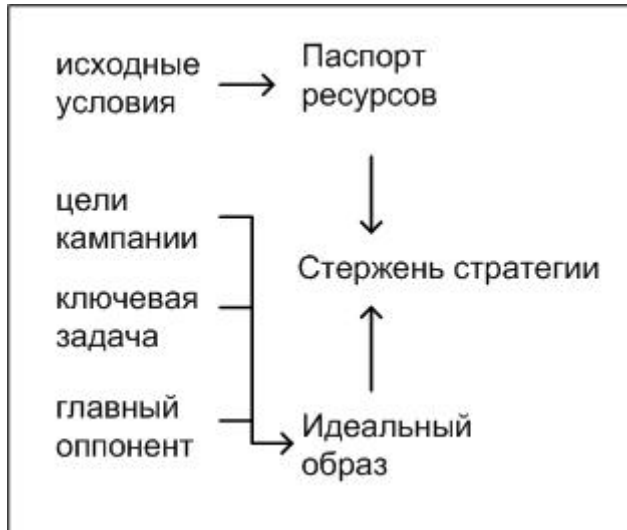 исходные
условия
Паспорт
ресурсов
цели
кампании
Стержень стратегии
ключевая
задача
главный
оппонент
Идеальный
образ